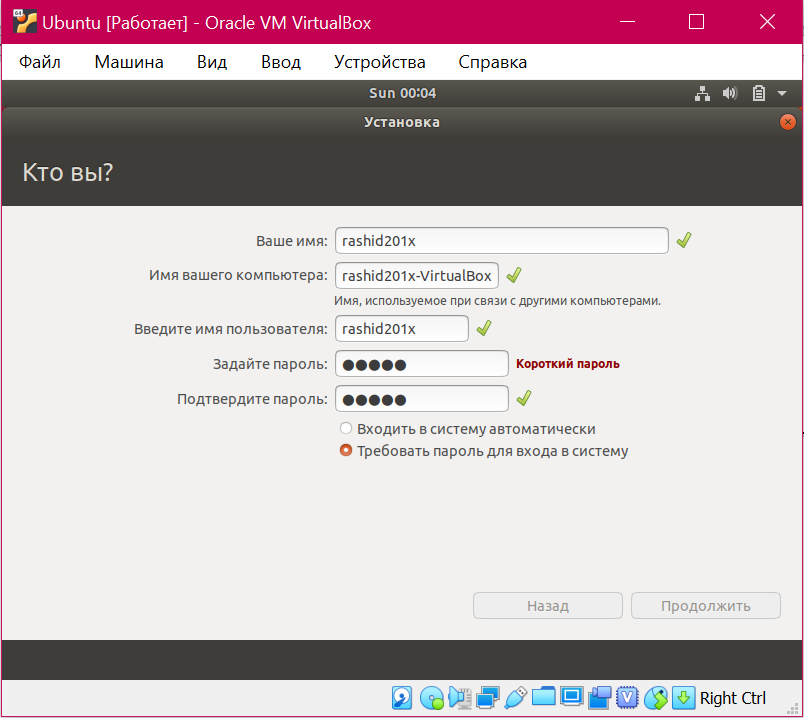 Ubuntu [Работает] - Oracle VM VirtualBox
Файл Машина Вид Ввод Устройства Справка
Sun 00:04
Установка
Кто вы?
Ваше имя: rashid201x
Имя вашего компьютера: rashid201x-VirtualBox
Имя, используемое при связи с другими компьютерами.
Введите имя пользователя: rashid201x
Задайте пароль: ●●●●● Короткий пароль
Подтвердите пароль: ●●●●●
Входить в систему автоматически
Требовать пароль для входа в систему
Назад Продолжить
Right Ctrl